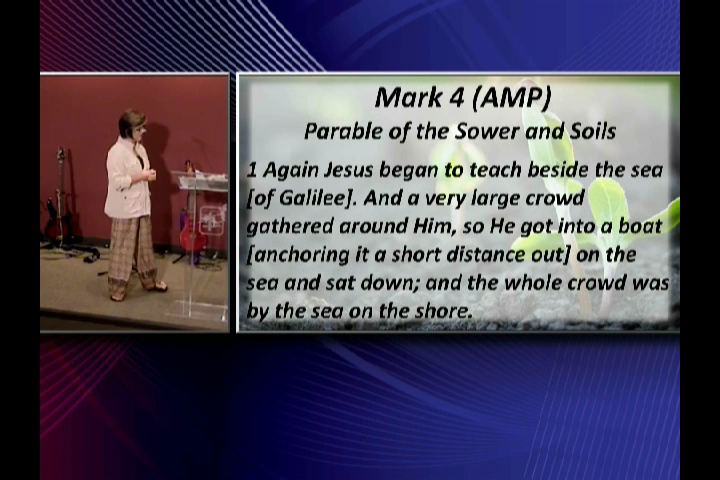 Mark 4 (AMP)
Parable of the Sower and Soils
1 Again Jesus began to teach beside the sea
[of Galilee]. And a very large crowd
gathered around Him, so He got into a boat
[anchoring it a short distance out] on the
sea and sat down; and the whole crowd was
by the sea on the shore.